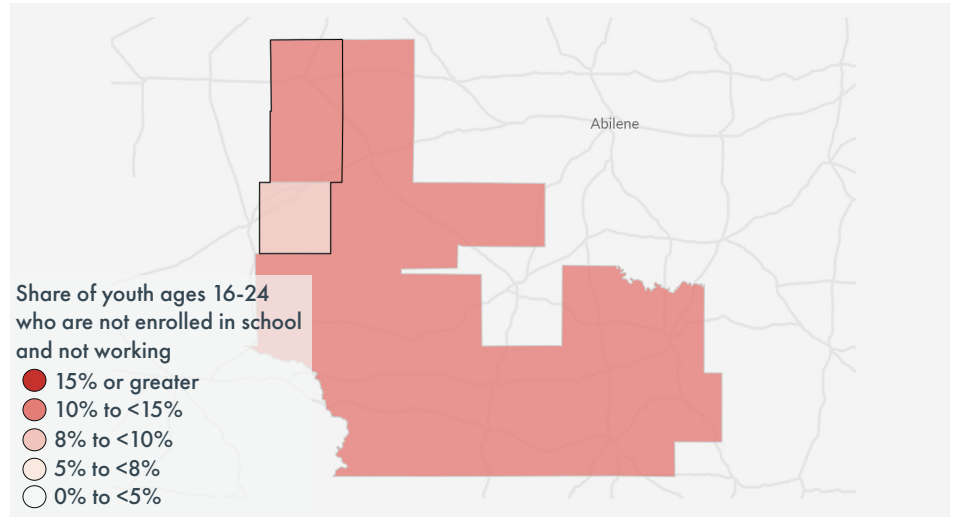 Abilene
Share of youth ages 16-24
who are not enrolled in school
and not working
15% or greater
10% to <15%
8% to <10%
5% to <8%
0% to <5%